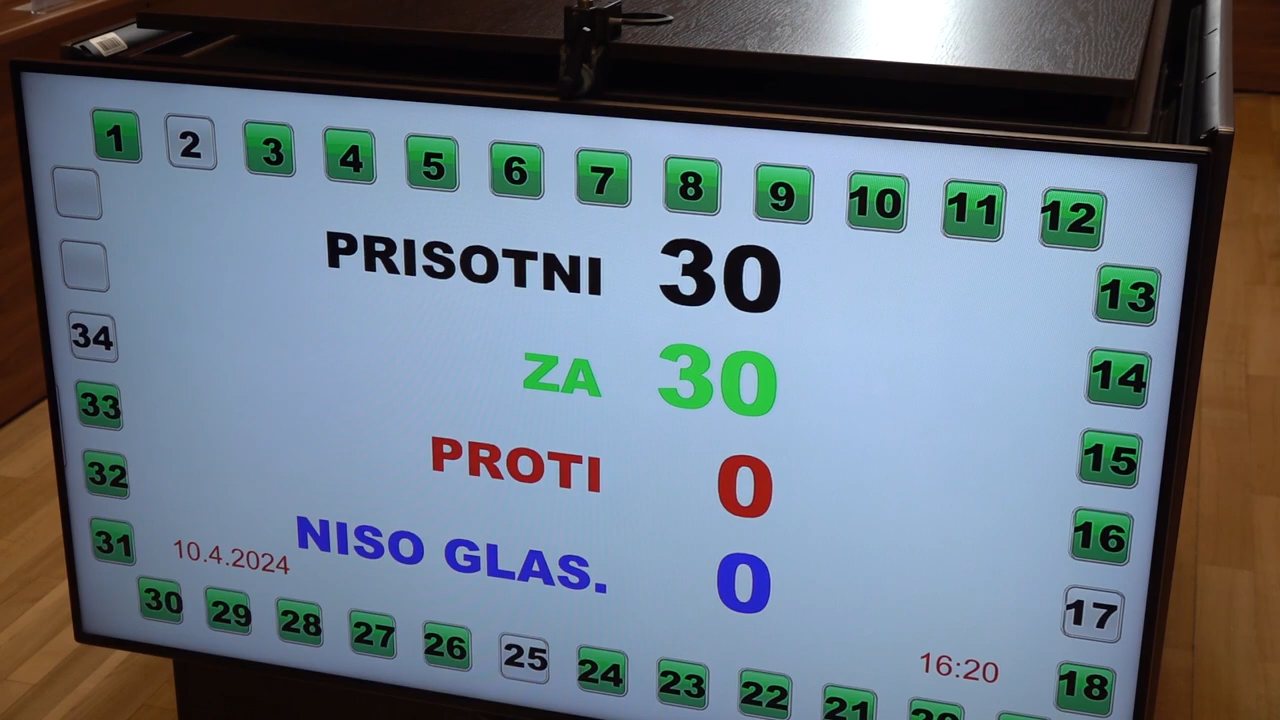 1 2 3 4 5 6 7 8 9 10 11 12
PRISOTNI 30
13
34
ZA 30
14
33
PROTI 0
15
32
16
31
10.4.2024
NISO GLAS. 0
17
30 29 28 27 26 25 24 23 22 21
16:20
18